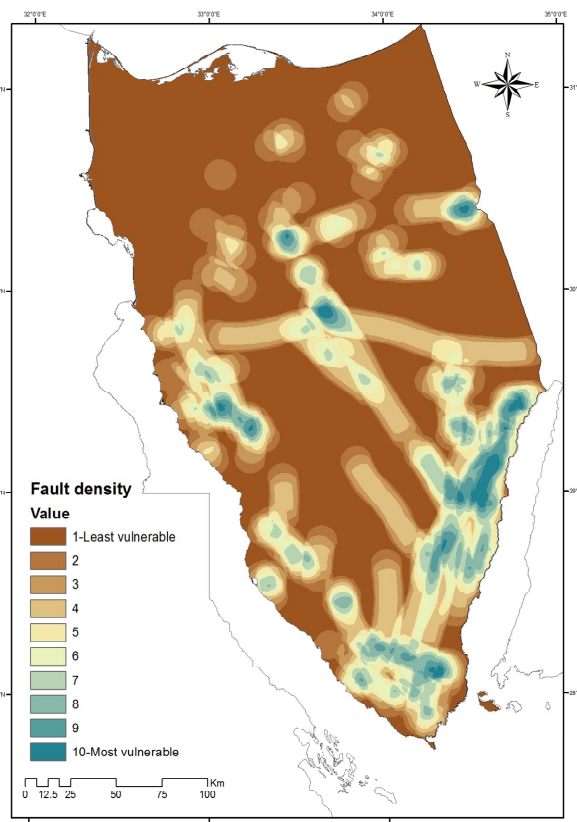 32°0'0"E 33°0'0"E 34°0'0"E 35°0'0"E
N
W E
S
Fault density
Value
1-Least vulnerable
2
3
4
5
6
7
8
9
10-Most vulnerable
Km
0 12.5 25 50 75 100